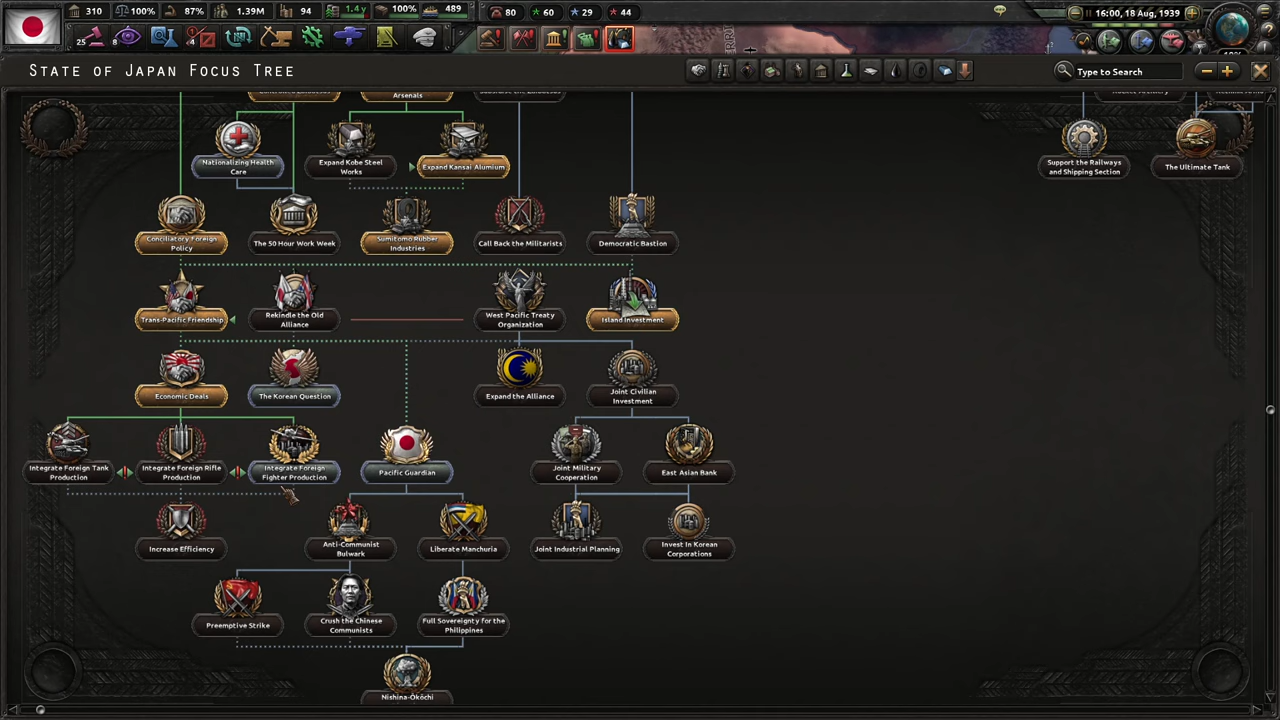 310
100%
87%
1.39M
94
1.4y
100%
489
80
60
29
44
16:00, 18 Aug, 1939
25
8
4
State of Japan Focus Tree
Type to Search
Arsenals
Nationalizing Health
Care
Expand Kobe Steel
Works
Expand Kansai Alumium
Support the Railways
and Shipping Section
The Ultimate Tank
Conciliatory Foreign
Policy
The 50 Hour Work Week
Sumitomo Rubber
Industries
Call Back the Militarists
Democratic Bastion
Trans-Pacific Friendship
Rekindle the Old
Alliance
West Pacific Treaty
Organization
Island Investment
Economic Deals
The Korean Question
Expand the Alliance
Joint Civilian
Investment
Integrate Foreign Tank
Production
Integrate Foreign Rifle
Production
Integrate Foreign
Fighter Production
Pacific Guardian
Joint Military
Cooperation
East Asian Bank
Increase Efficiency
Anti-Communist
Bulwark
Liberate Manchuria
Joint Industrial Planning
Invest In Korean
Corporations
Preemptive Strike
Crush the Chinese
Communists
Full Sovereignty for the
Philippines
Nishina-Ōkōchi